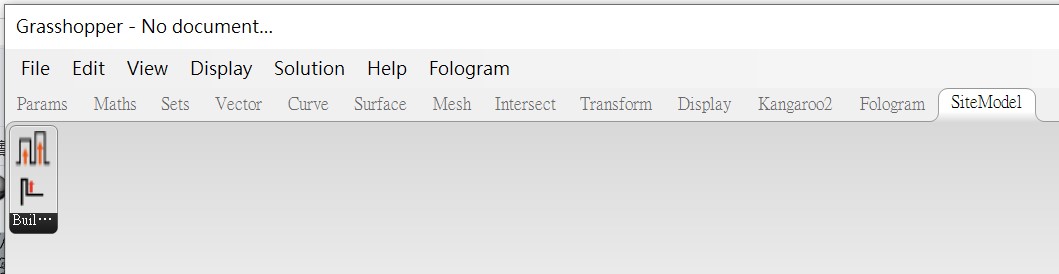 Grasshopper - No document...
File Edit View Display Solution Help Fologram
Params Maths Sets Vector Curve Surface Mesh Intersect Transform Display Kangaroo2 Fologram SiteModel
Buil…